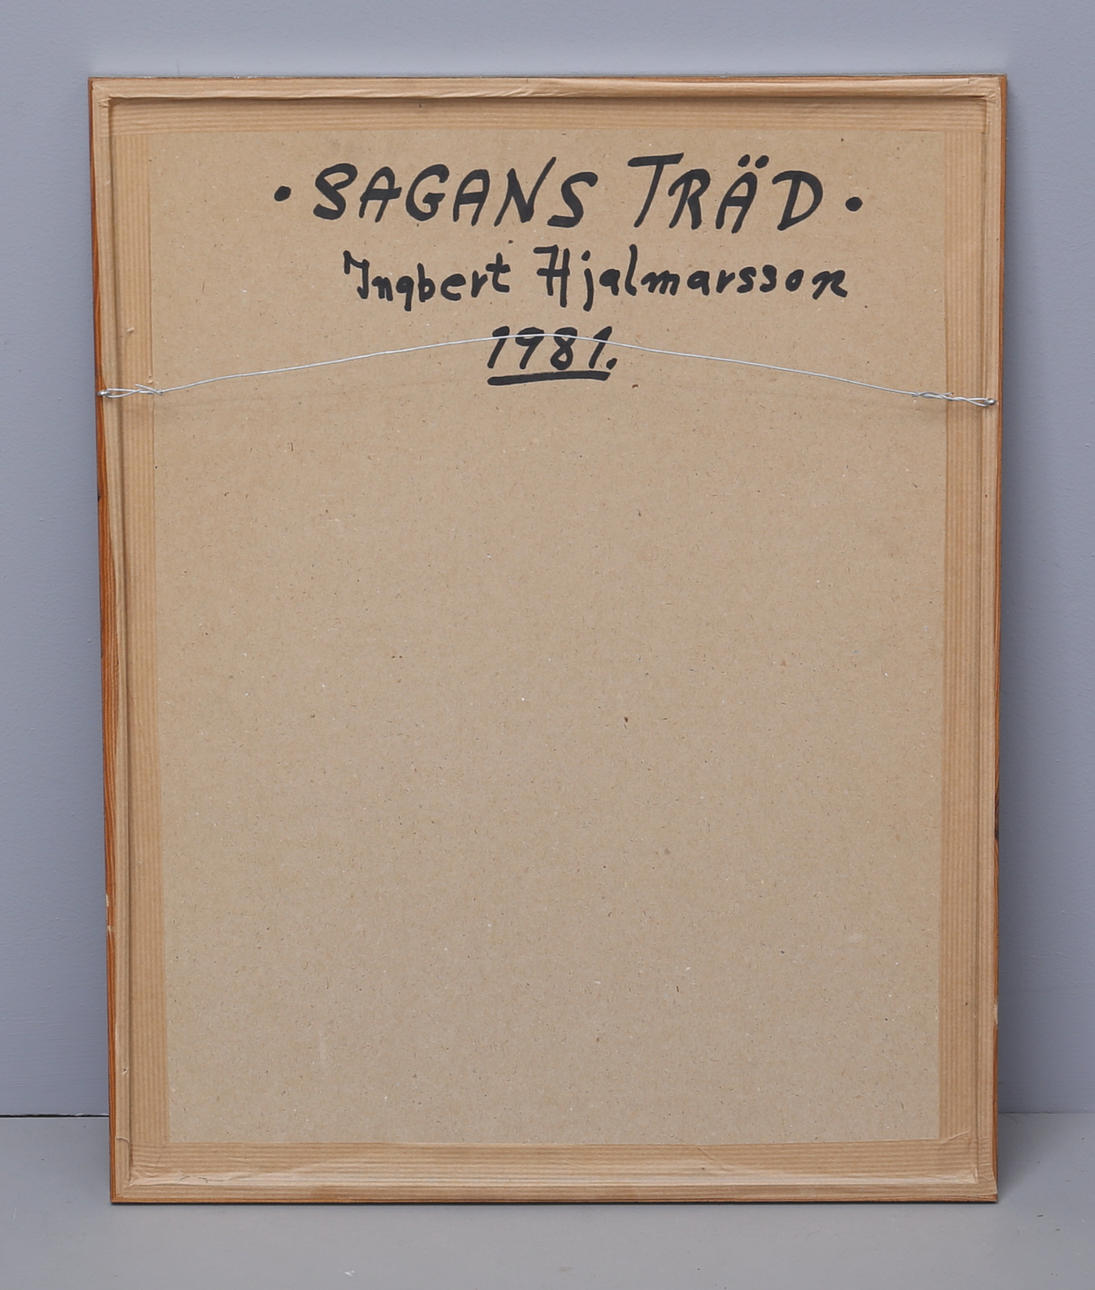 · SAGANS TRÄD ·
Ingbert Hjalmarsson
1981.